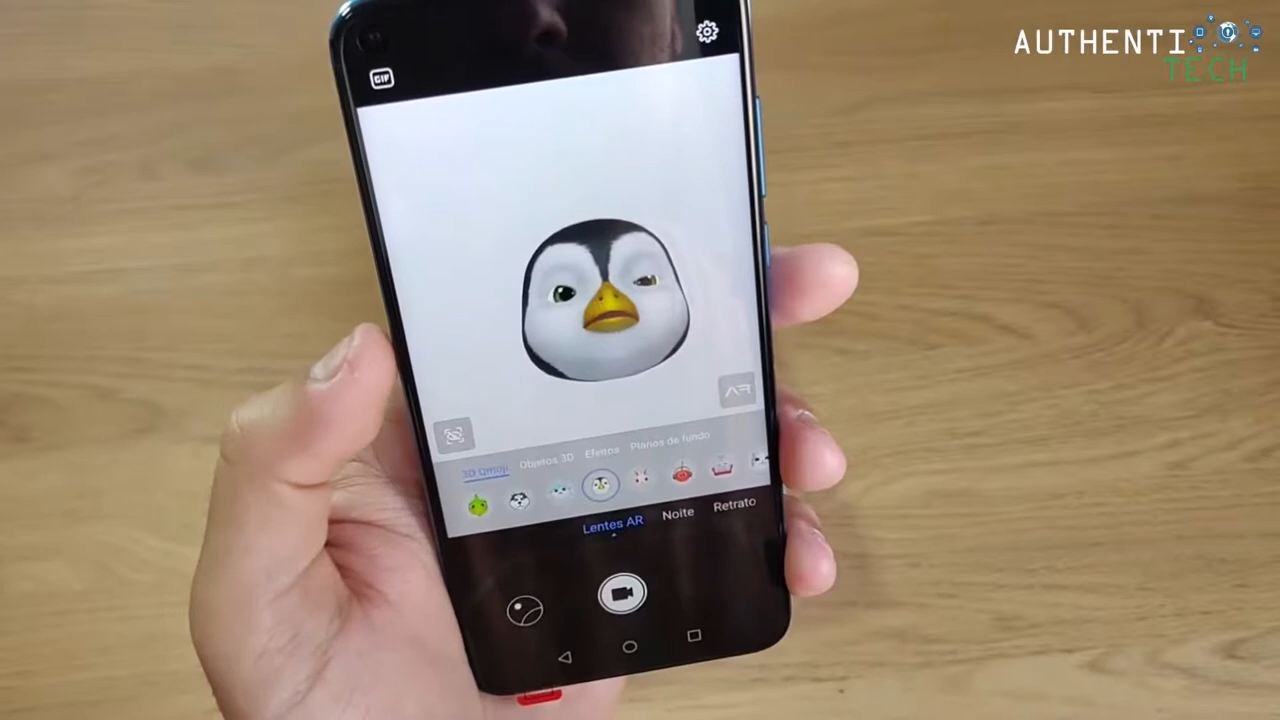 AUTHENTI
TECH
GIF
AR
3D Qmoji Objetos 3D Efeitos Planos de fundo
Lentes AR Noite Retrato